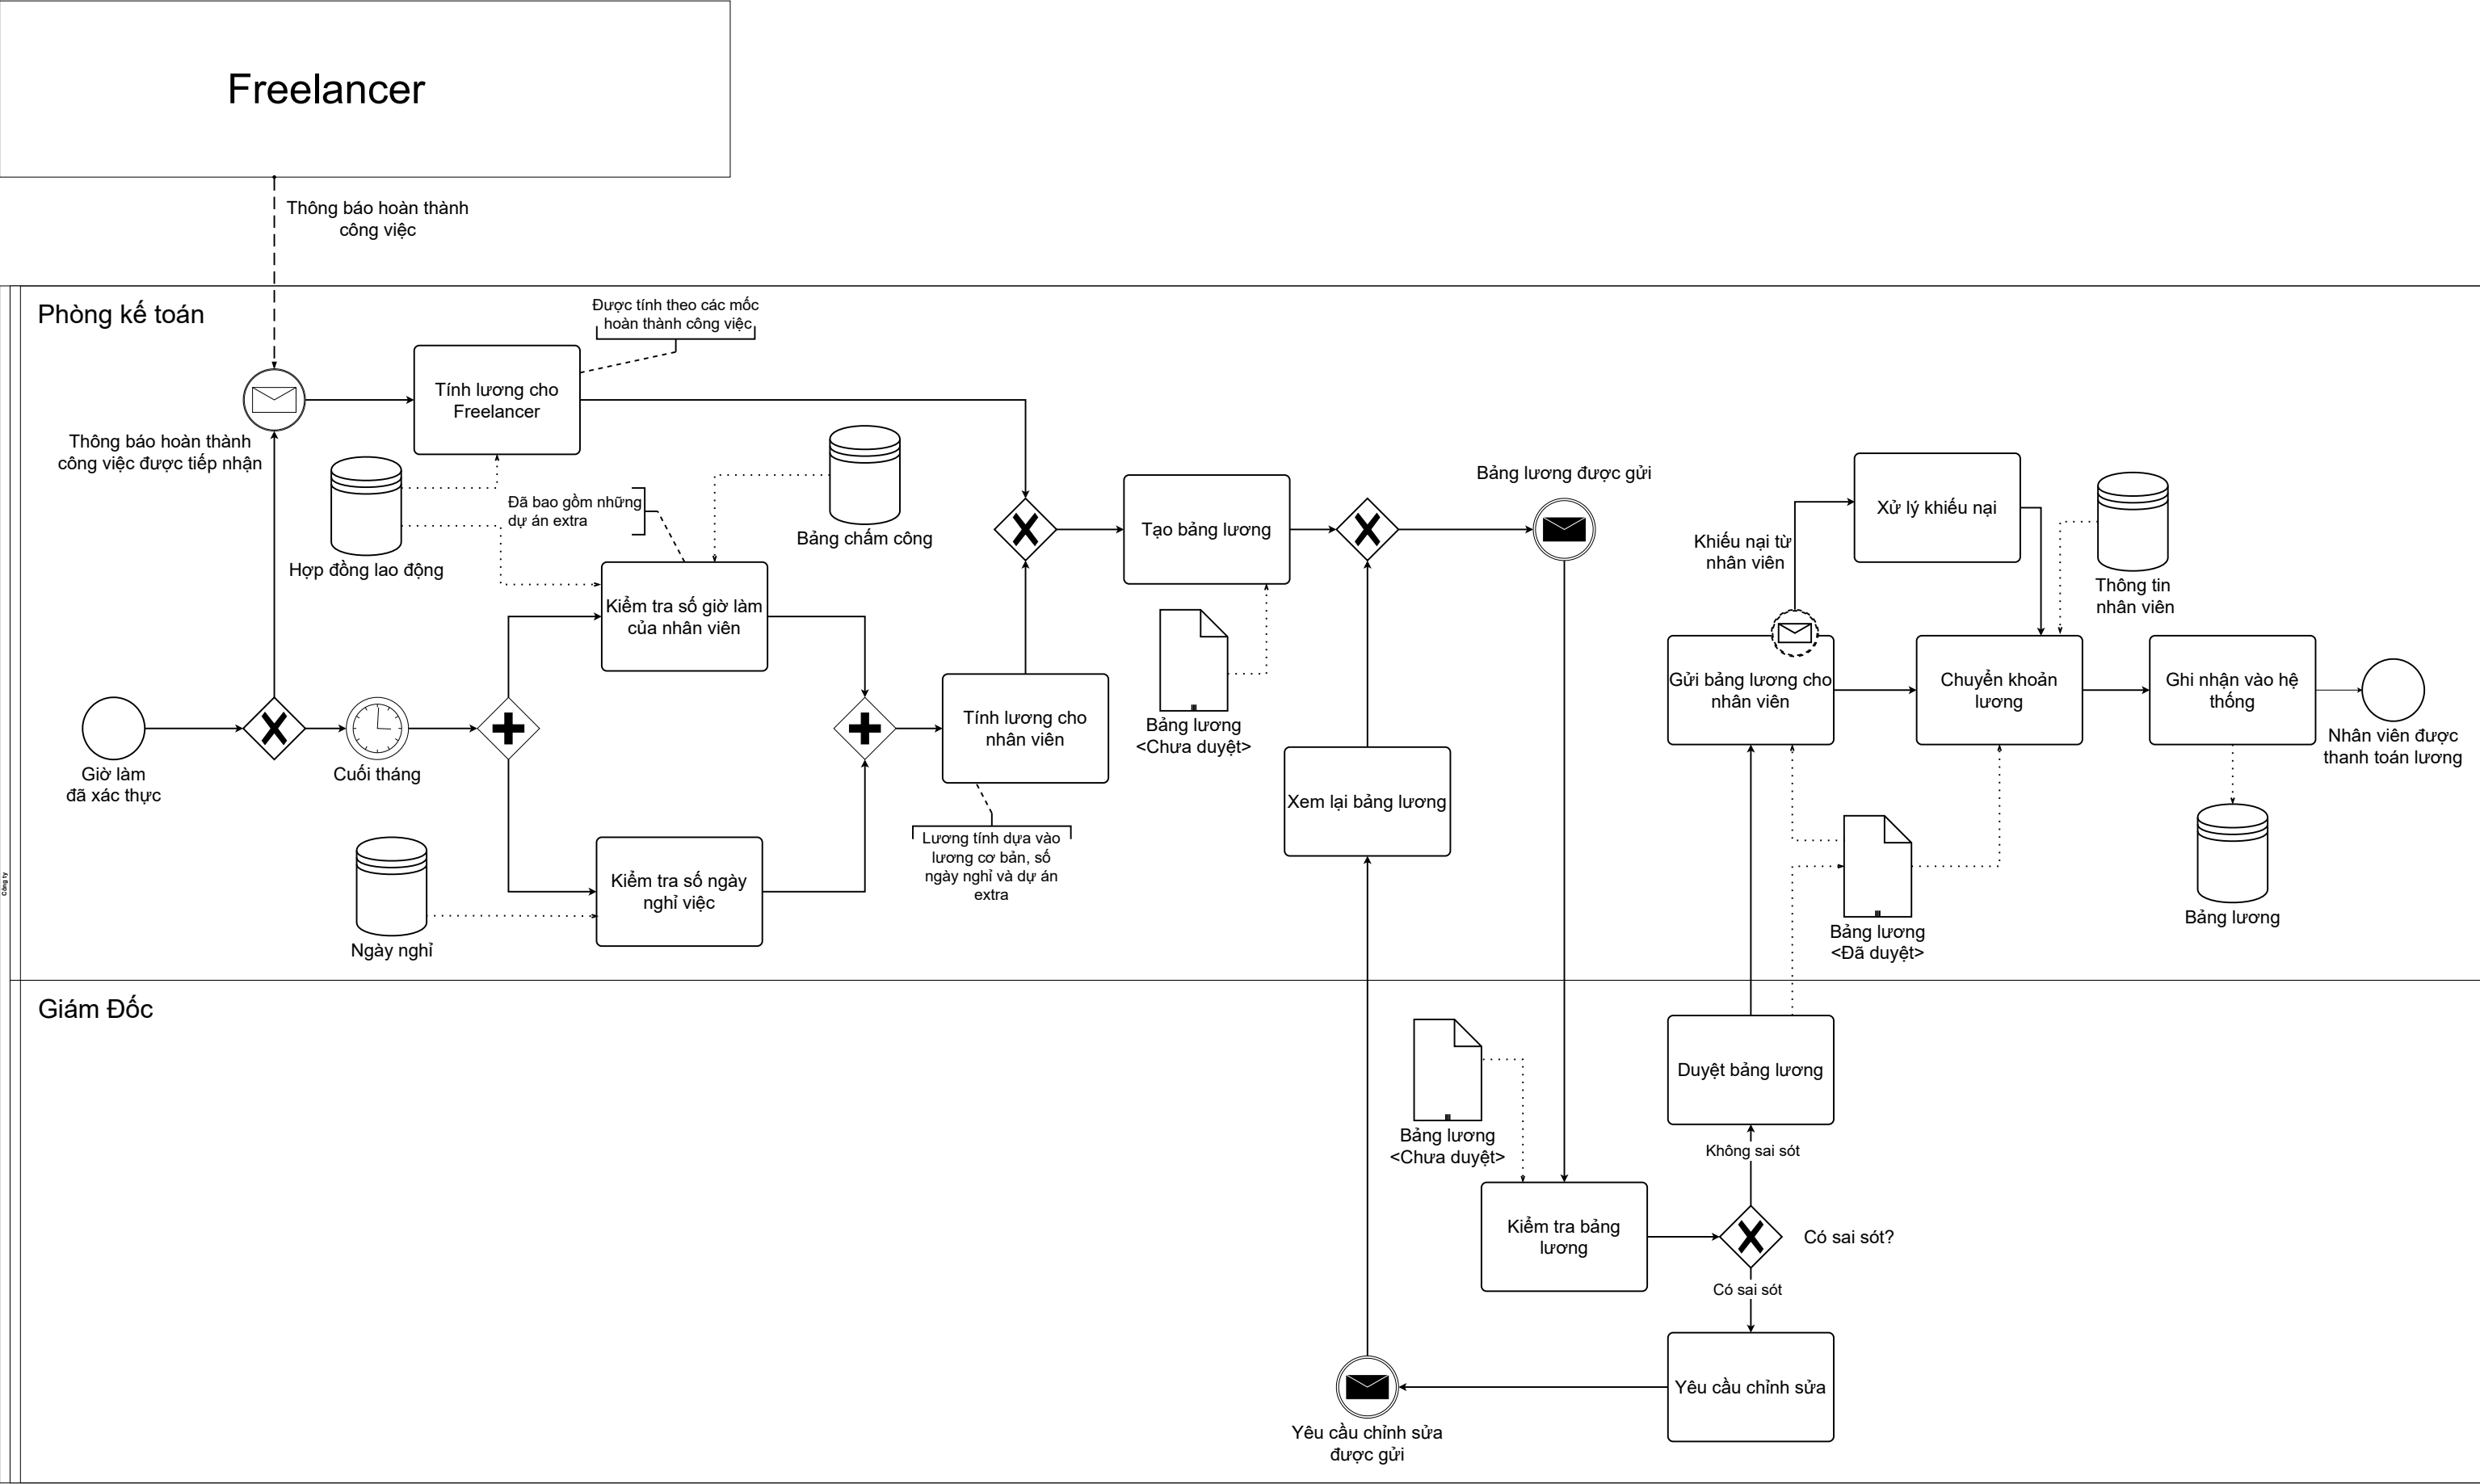 Freelancer
Thông báo hoàn thành
công việc
Phòng kế toán
Được tính theo các mốc
hoàn thành công việc
Tính lương cho
Freelancer
Thông báo hoàn thành
công việc được tiếp nhận
Hợp đồng lao động
Đã bao gồm những
dự án extra
Bảng chấm công
Kiểm tra số giờ làm
của nhân viên
Giờ làm
đã xác thực
Cuối tháng
Ngày nghỉ
Kiểm tra số ngày
nghỉ việc
Tính lương cho
nhân viên
Lương tính dựa vào
lương cơ bản, số
ngày nghỉ và dự án
extra
Tạo bảng lương
Bảng lương
<Chưa duyệt>
Xem lại bảng lương
Bảng lương được gửi
Khiếu nại từ
nhân viên
Xử lý khiếu nại
Thông tin
nhân viên
Gửi bảng lương cho
nhân viên
Chuyển khoản
lương
Ghi nhận vào hệ
thống
Nhân viên được
thanh toán lương
Bảng lương
<Đã duyệt>
Bảng lương
Công ty
Giám Đốc
Bảng lương
<Chưa duyệt>
Duyệt bảng lương
Không sai sót
Kiểm tra bảng
lương
Có sai sót?
Có sai sót
Yêu cầu chỉnh sửa
Yêu cầu chỉnh sửa
được gửi